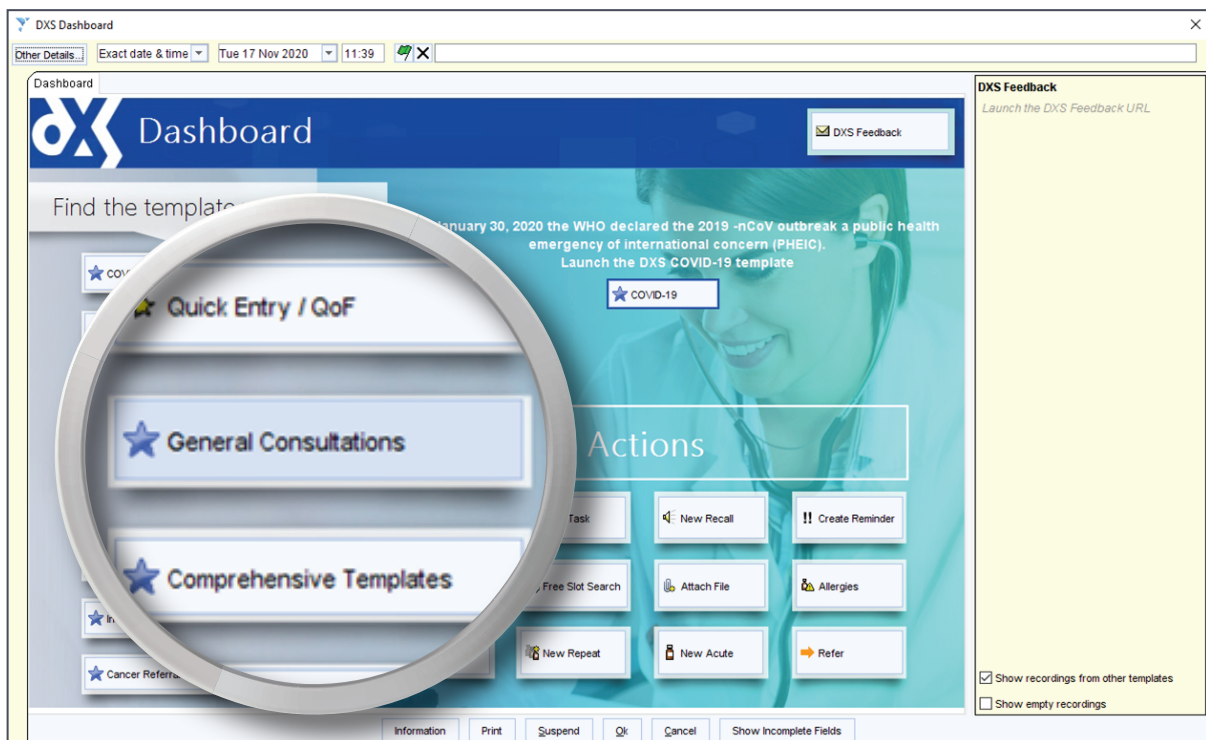 DXS Dashboard
Other Details... Exact date & time Tue 17 Nov 2020 11:39
Dashboard
DXS Dashboard
DXS Feedback
DXS Feedback
Launch the DXS Feedback URL
Find the template
January 30, 2020 the WHO declared the 2019 -nCoV outbreak a public health
emergency of international concern (PHEIC).
Launch the DXS COVID-19 template
COVID-19
Quick Entry / QoF
General Consultations
Comprehensive Templates
Cancer
Actions
Task New Recall !! Create Reminder
Free Slot Search Attach File Allergies
New Repeat New Acute Refer
Show recordings from other templates
Show empty recordings
Information Print Suspend Ok Cancel Show Incomplete Fields